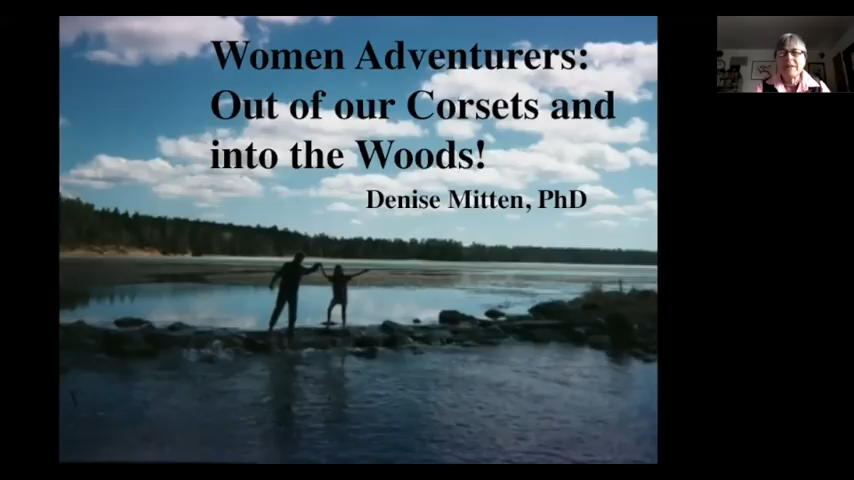 Women Adventurers:
Out of our Corsets and
into the Woods!
Denise Mitten, PhD